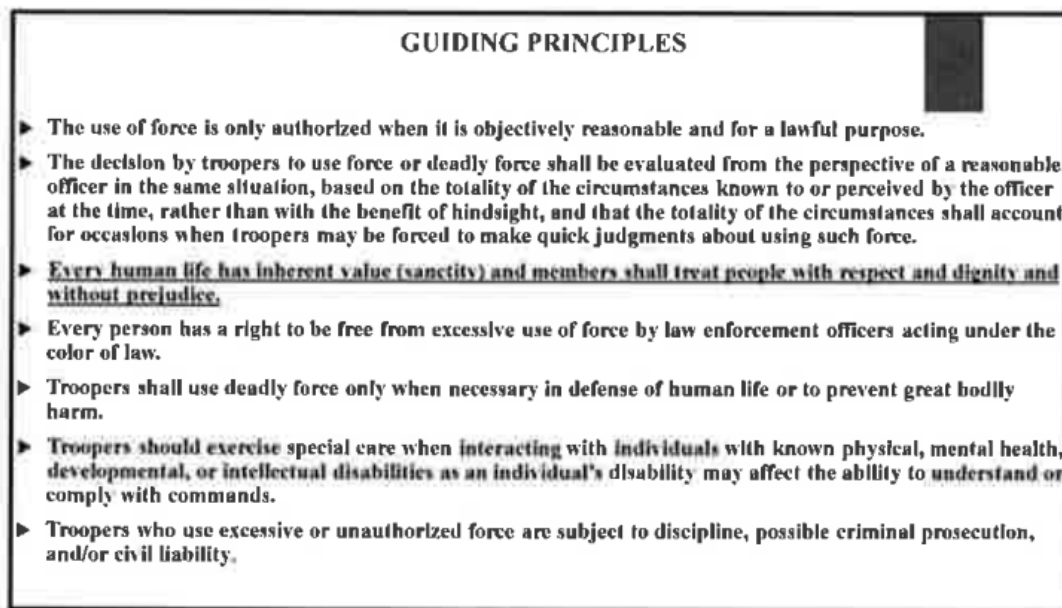 GUIDING PRINCIPLES
► The use of force is only authorized when it is objectively reasonable and for a lawful purpose.
► The decision by troopers to use force or deadly force shall be evaluated from the perspective of a reasonable
officer in the same situation, based on the totality of the circumstances known to or perceived by the officer
at the time, rather than with the benefit of hindsight, and that the totality of the circumstances shall account
for occasions when troopers may be forced to make quick judgments about using such force.
► Every human life has inherent value (sanctity) and members shall treat people with respect and dignity and
without prejudice.
► Every person has a right to be free from excessive use of force by law enforcement officers acting under the
color of law.
► Troopers shall use deadly force only when necessary in defense of human life or to prevent great bodily
harm.
► Troopers should exercise special care when interacting with individuals with known physical, mental health,
developmental, or intellectual disabilities as an individual's disability may affect the ability to understand or
comply with commands.
► Troopers who use excessive or unauthorized force are subject to discipline, possible criminal prosecution,
and/or civil liability.